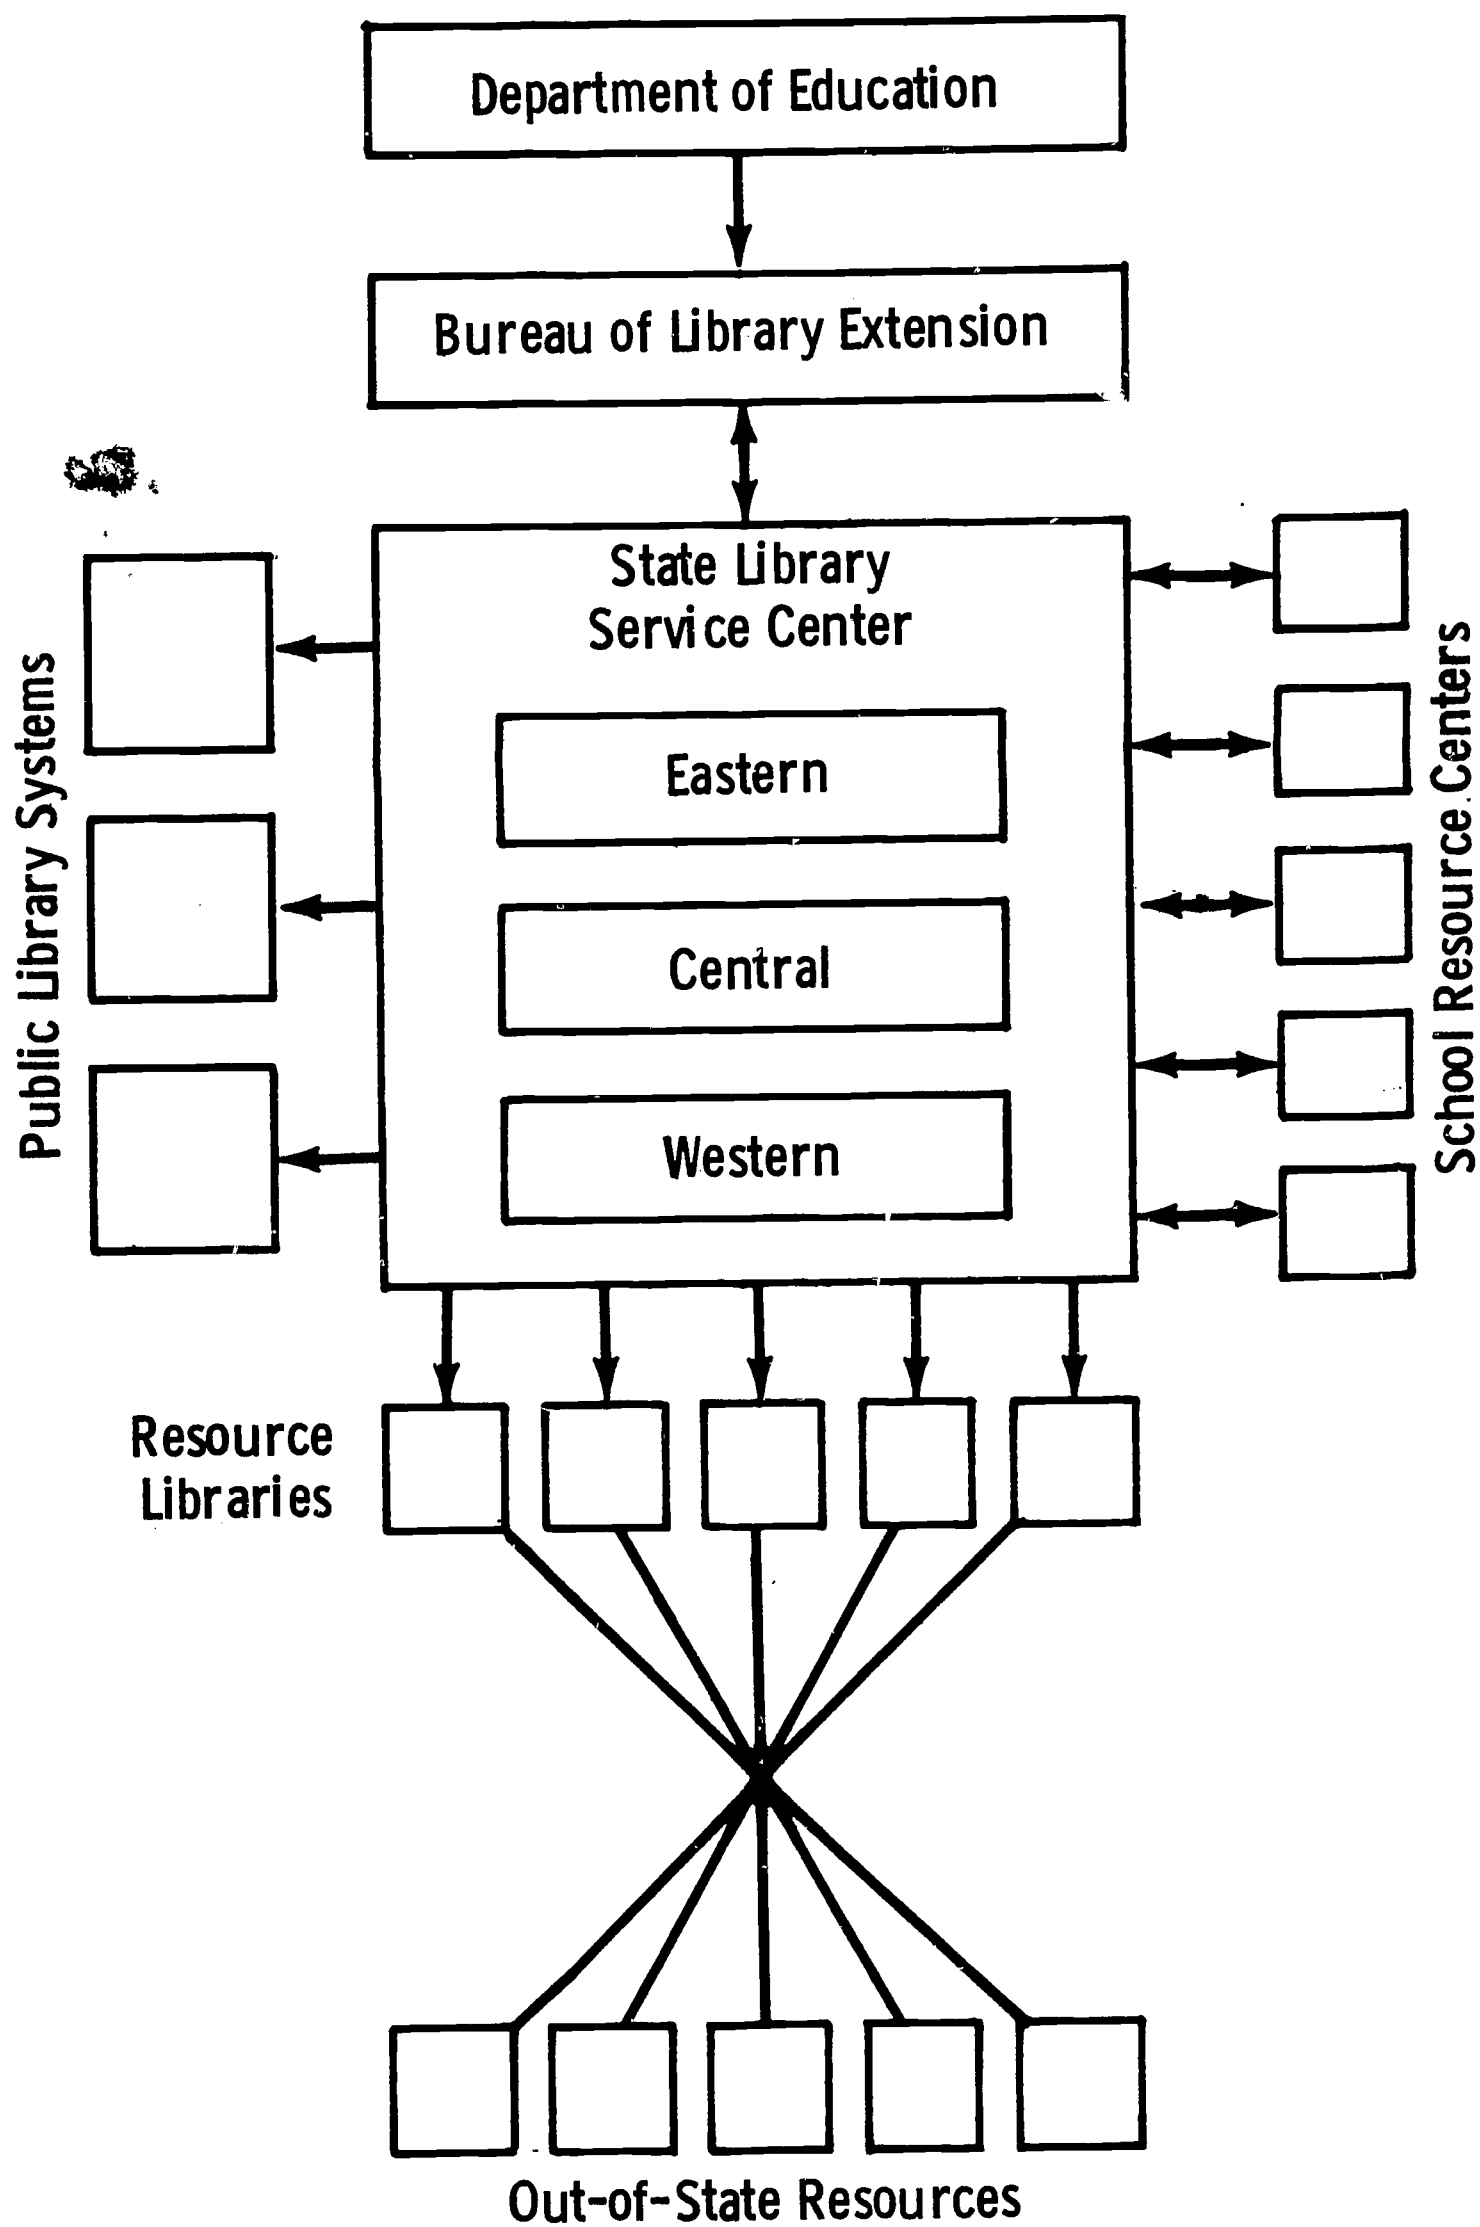 Department of Education
Bureau of Library Extension
State Library
Service Center
Public Library Systems
Eastern
Central
Western
School Resource Centers
Resource
Libraries
Out-of-State Resources